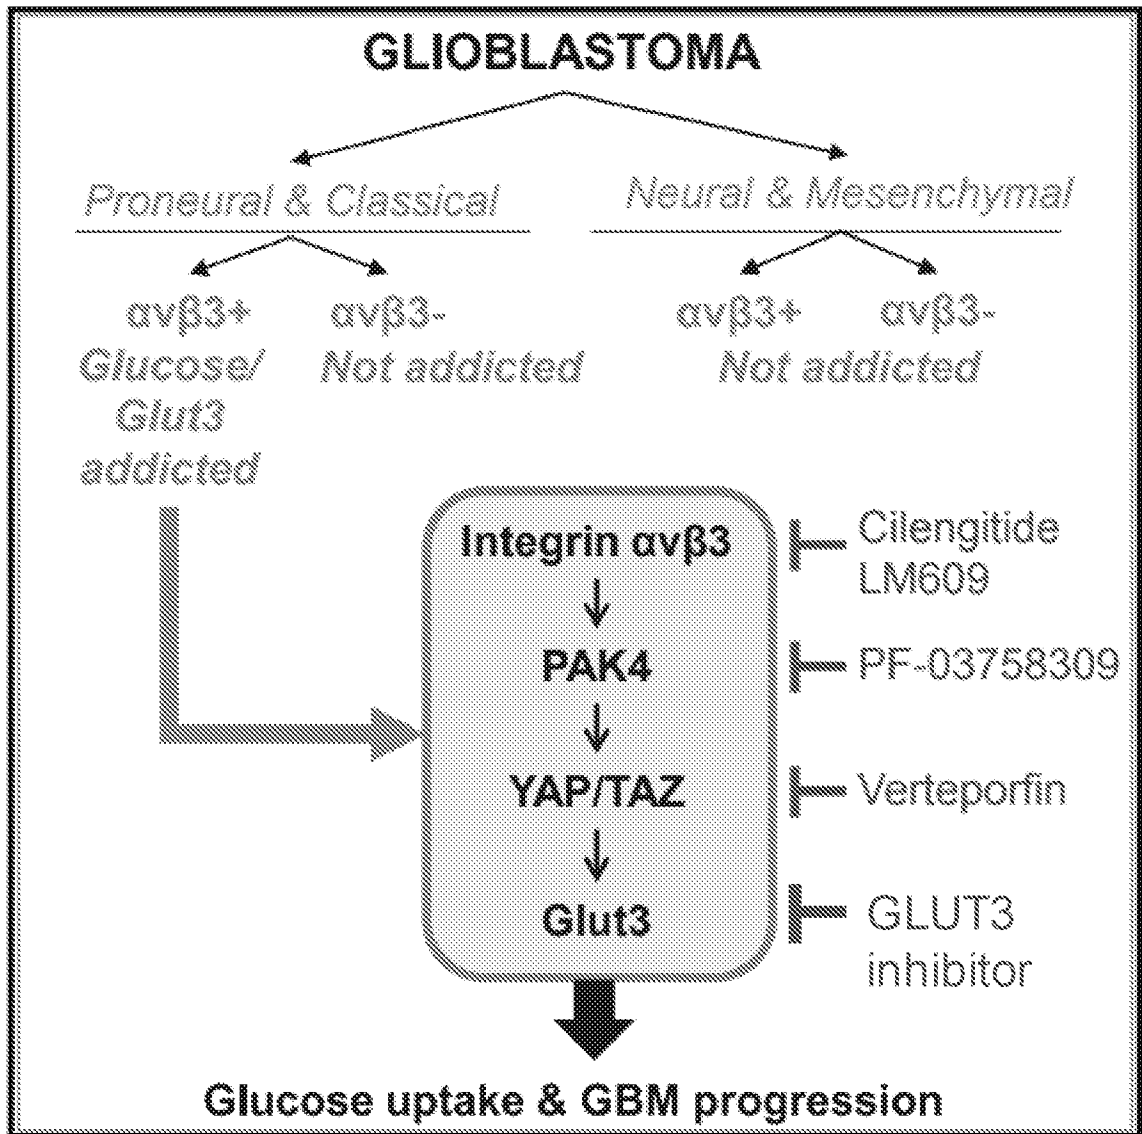 GLIOBLASTOMA
Proneural & Classical
Neural & Mesenchymal
αvβ3+
Glucose/
Glut3
addicted
αvβ3-
Not addicted
αvβ3+
αvβ3-
Not addicted
Integrin αvβ3
PAK4
YAP/TAZ
Glut3
Cilengitide
LM609
PF-03758309
Verteporfin
GLUT3
inhibitor
Glucose uptake & GBM progression